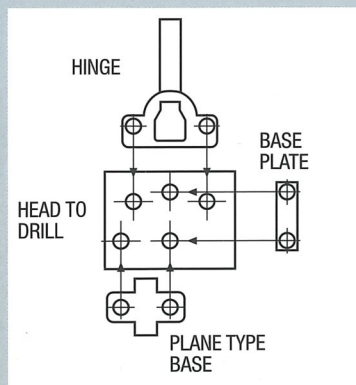 HINGE
BASE
PLATE
HEAD TO
DRILL
PLANE TYPE
BASE